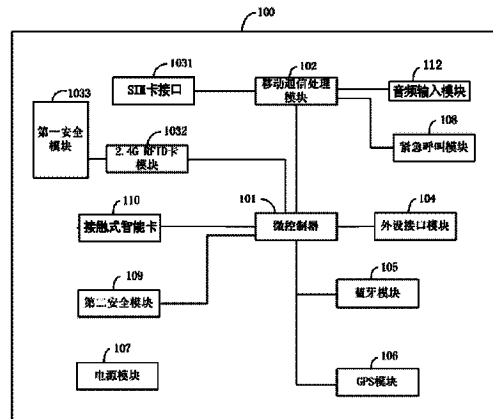 100
1031
SIM卡接口
102
移动通信处理
模块
112
音频输入模块
1033
第一安全
模块
1032
2.4G RFID卡
模块
108
紧急呼叫模块
110
接触式智能卡
101
微控制器
104
外设接口模块
109
第二安全模块
105
蓝牙模块
107
电源模块
106
GPS模块